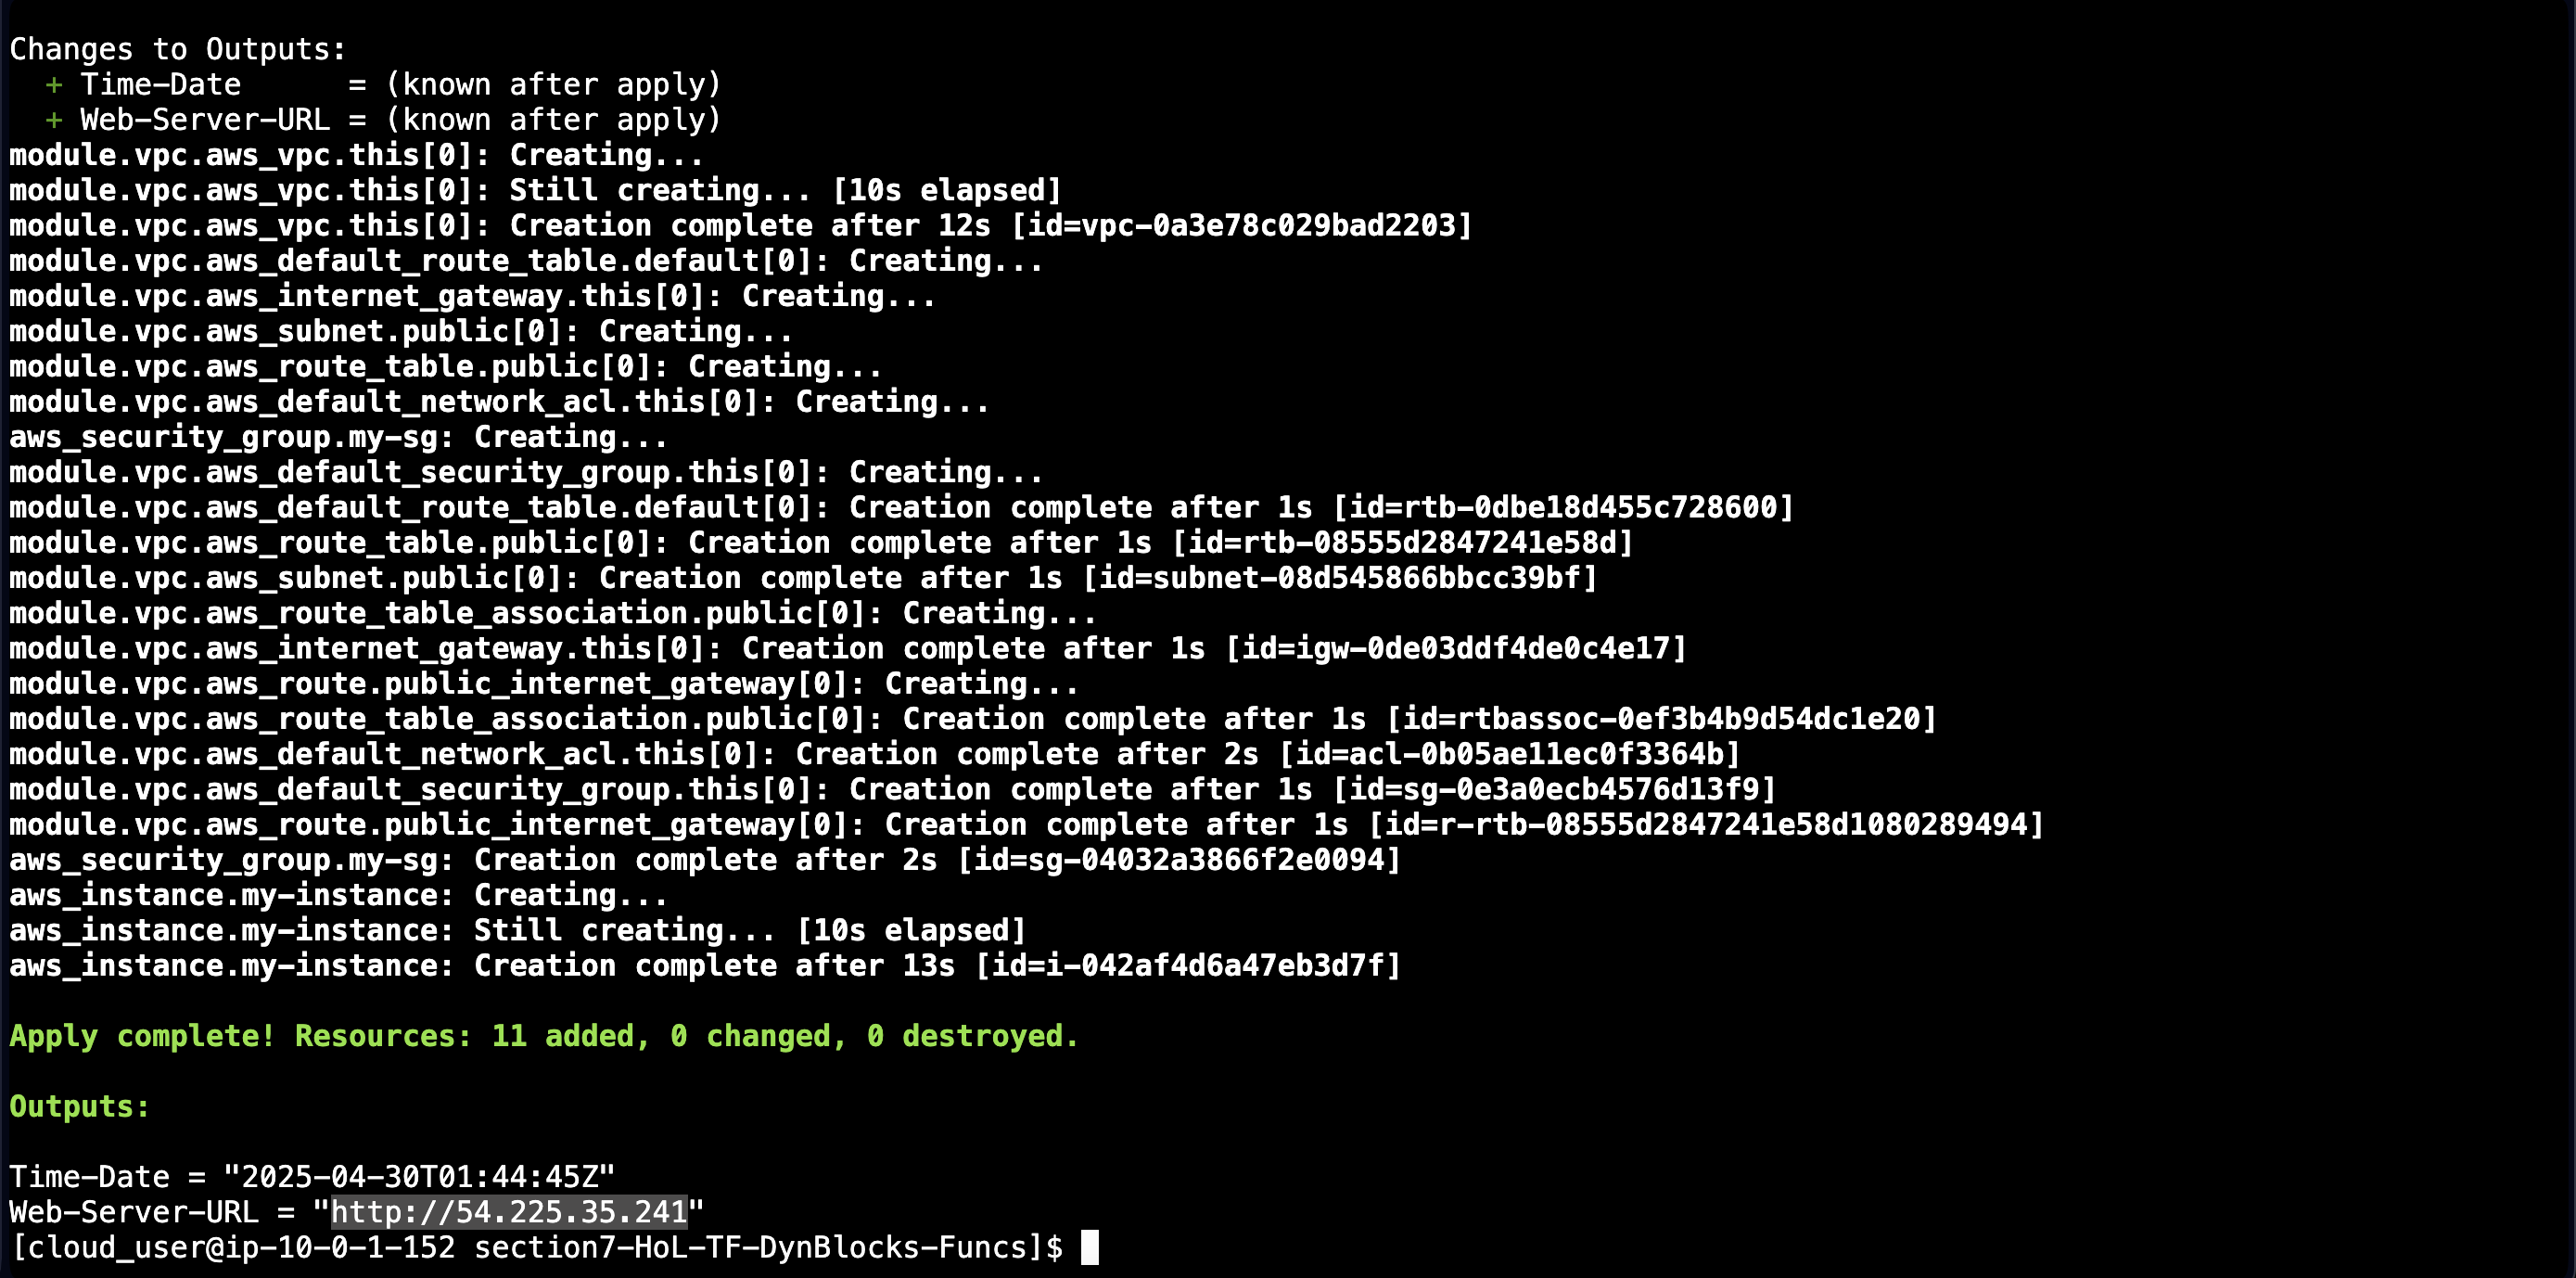 Changes to Outputs:
  + Time-Date      = (known after apply)
  + Web-Server-URL = (known after apply)
module.vpc.aws_vpc.this[0]: Creating...
module.vpc.aws_vpc.this[0]: Still creating... [10s elapsed]
module.vpc.aws_vpc.this[0]: Creation complete after 12s [id=vpc-0a3e78c029bad2203]
module.vpc.aws_default_route_table.default[0]: Creating...
module.vpc.aws_internet_gateway.this[0]: Creating...
module.vpc.aws_subnet.public[0]: Creating...
module.vpc.aws_route_table.public[0]: Creating...
module.vpc.aws_default_network_acl.this[0]: Creating...
aws_security_group.my-sg: Creating...
module.vpc.aws_default_security_group.this[0]: Creating...
module.vpc.aws_default_route_table.default[0]: Creation complete after 1s [id=rtb-0dbe18d455c728600]
module.vpc.aws_route_table.public[0]: Creation complete after 1s [id=rtb-08555d2847241e58d]
module.vpc.aws_subnet.public[0]: Creation complete after 1s [id=subnet-08d545866bbcc39bf]
module.vpc.aws_route_table_association.public[0]: Creating...
module.vpc.aws_internet_gateway.this[0]: Creation complete after 1s [id=igw-0de03ddf4de0c4e17]
module.vpc.aws_route.public_internet_gateway[0]: Creating...
module.vpc.aws_route_table_association.public[0]: Creation complete after 1s [id=rtbassoc-0ef3b4b9d54dc1e20]
module.vpc.aws_default_network_acl.this[0]: Creation complete after 2s [id=acl-0b05ae11ec0f3364b]
module.vpc.aws_default_security_group.this[0]: Creation complete after 1s [id=sg-0e3a0ecb4576d13f9]
module.vpc.aws_route.public_internet_gateway[0]: Creation complete after 1s [id=r-rtb-08555d2847241e58d1080289494]
aws_security_group.my-sg: Creation complete after 2s [id=sg-04032a3866f2e0094]
aws_instance.my-instance: Creating...
aws_instance.my-instance: Still creating... [10s elapsed]
aws_instance.my-instance: Creation complete after 13s [id=i-042af4d6a47eb3d7f]
Apply complete! Resources: 11 added, 0 changed, 0 destroyed.
Outputs:
Time-Date = "2025-04-30T01:44:45Z"
Web-Server-URL = "http://54.225.35.241"
[cloud_user@ip-10-0-1-152 section7-HoL-TF-DynBlocks-Funcs]$